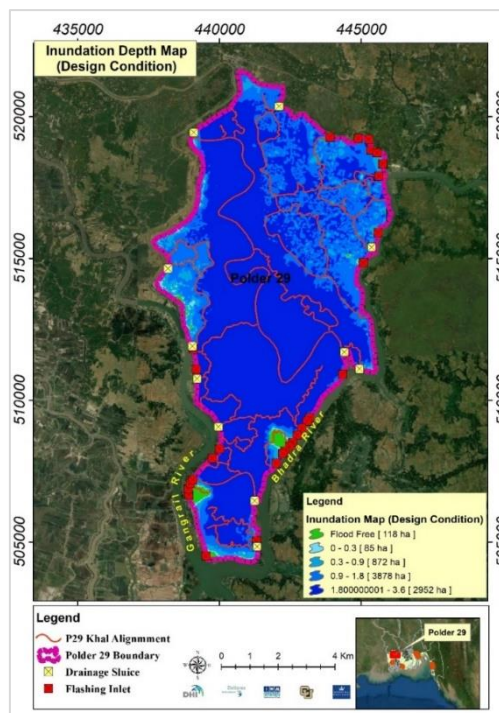 435000 440000 445000
Inundation Depth Map
(Design Condition)
520000
515000
510000
505000
Polder 29
Gangrail River
Bhadra River
Legend
Inundation Map (Design Condition)
Flood Free [ 118 ha ]
0 - 0.3 [ 85 ha ]
0.3 - 0.9 [ 872 ha ]
0.9 - 1.8 [ 3878 ha ]
1.800000001 - 3.6 [ 2952 ha ]
Legend
P29 Khal Alignmment
Polder 29 Boundary
Drainage Sluice
Flashing Inlet
0 1 2 4 Km
DHI
Deltares
Polder 29